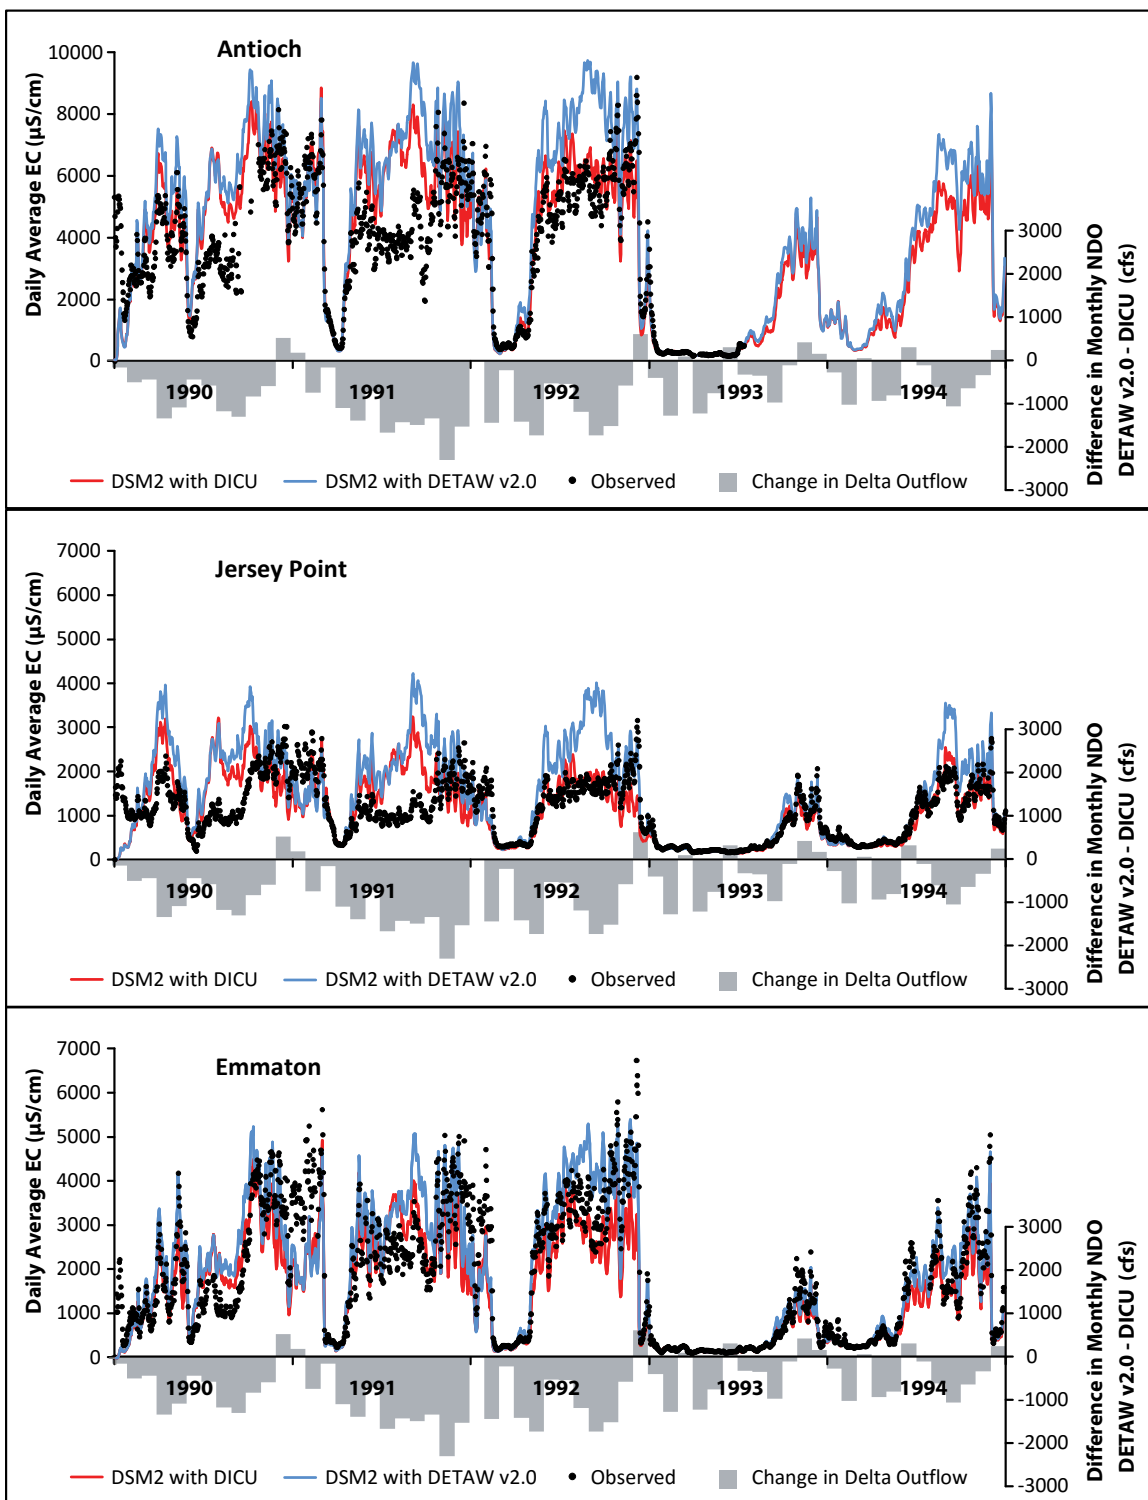 Antioch
Daily Average EC (µS/cm)
10000
8000
6000
4000
2000
0
3000
2000
1000
0
-1000
-2000
-3000
Difference in Monthly NDO
DETAW v2.0 - DICU (cfs)
1990
1991
1992
1993
1994
DSM2 with DICU
DSM2 with DETAW v2.0
Observed
Change in Delta Outflow
Jersey Point
Daily Average EC (µS/cm)
7000
6000
5000
4000
3000
2000
1000
0
3000
2000
1000
0
-1000
-2000
-3000
Difference in Monthly NDO
DETAW v2.0 - DICU (cfs)
1990
1991
1992
1993
1994
DSM2 with DICU
DSM2 with DETAW v2.0
Observed
Change in Delta Outflow
Emmaton
Daily Average EC (µS/cm)
7000
6000
5000
4000
3000
2000
1000
0
3000
2000
1000
0
-1000
-2000
-3000
Difference in Monthly NDO
DETAW v2.0 - DICU (cfs)
1990
1991
1992
1993
1994
DSM2 with DICU
DSM2 with DETAW v2.0
Observed
Change in Delta Outflow